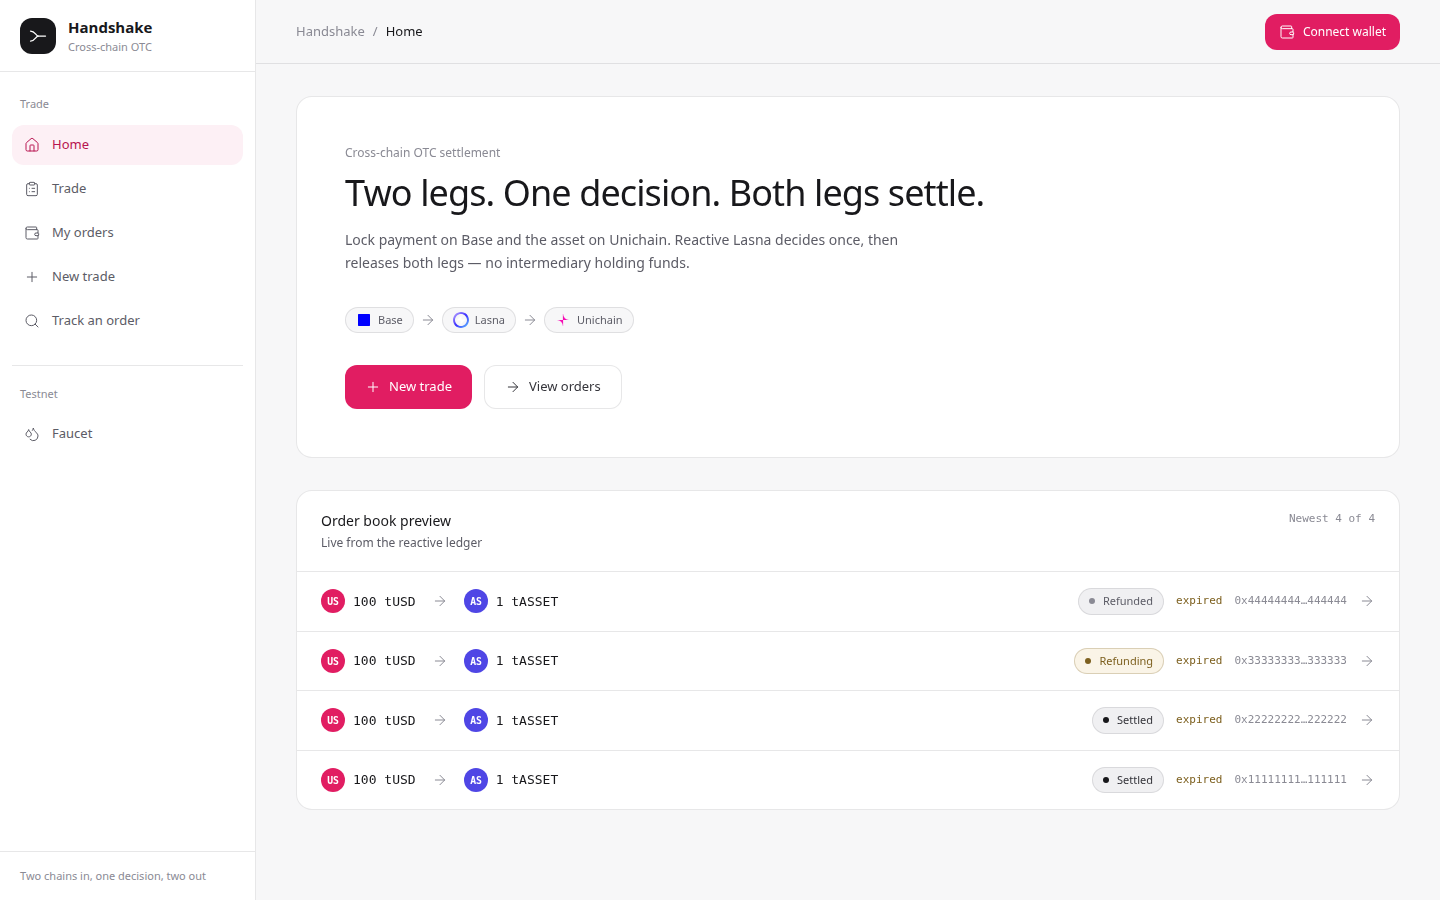 Handshake
Cross-chain OTC
Trade
Home
Trade
My orders
New trade
Track an order
Testnet
Faucet
Two chains in, one decision, two out
Handshake / Home
Connect wallet
Cross-chain OTC settlement
Two legs. One decision. Both legs settle.
Lock payment on Base and the asset on Unichain. Reactive Lasna decides once, then
releases both legs — no intermediary holding funds.
Base → Lasna → Unichain
New trade
View orders
Order book preview
Newest 4 of 4
Live from the reactive ledger
US 100 tUSD → AS 1 tASSET Refunded expired 0x44444444…444444 →
US 100 tUSD → AS 1 tASSET Refunding expired 0x33333333…333333 →
US 100 tUSD → AS 1 tASSET Settled expired 0x22222222…222222 →
US 100 tUSD → AS 1 tASSET Settled expired 0x11111111…111111 →